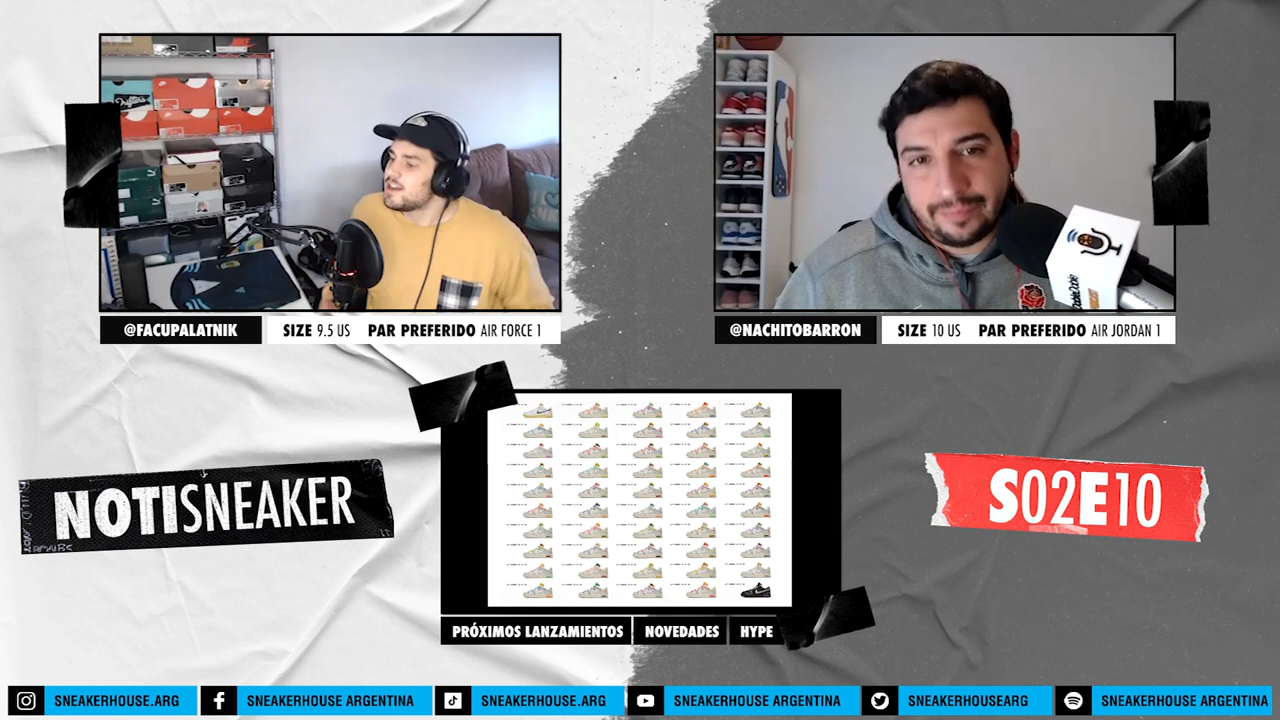 @FACUPALATNIK
SIZE 9.5 US PAR PREFERIDO AIR FORCE 1
@NACHITOBARRON
SIZE 10 US PAR PREFERIDO AIR JORDAN 1
NOTISNEAKER
S02E10
PRÓXIMOS LANZAMIENTOS
NOVEDADES
HYPE
SNEAKERHOUSE.ARG
SNEAKERHOUSE ARGENTINA
SNEAKERHOUSE.ARG
SNEAKERHOUSE ARGENTINA
SNEAKERHOUSEARG
SNEAKERHOUSE ARGENTINA